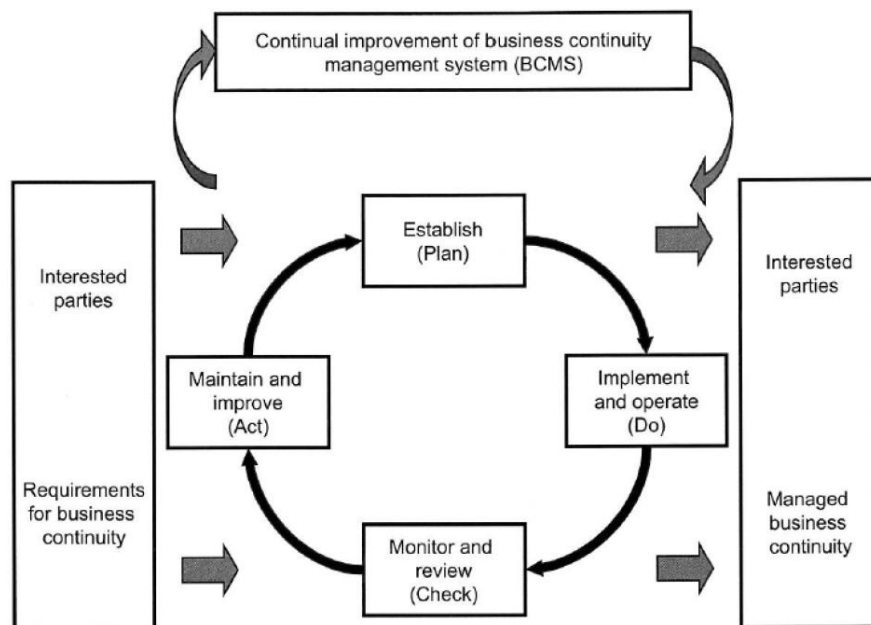 Continual improvement of business continuity
management system (BCMS)
Establish
(Plan)
Interested
parties
Interested
parties
Maintain and
improve
(Act)
Implement
and operate
(Do)
Requirements
for business
continuity
Managed
business
continuity
Monitor and
review
(Check)